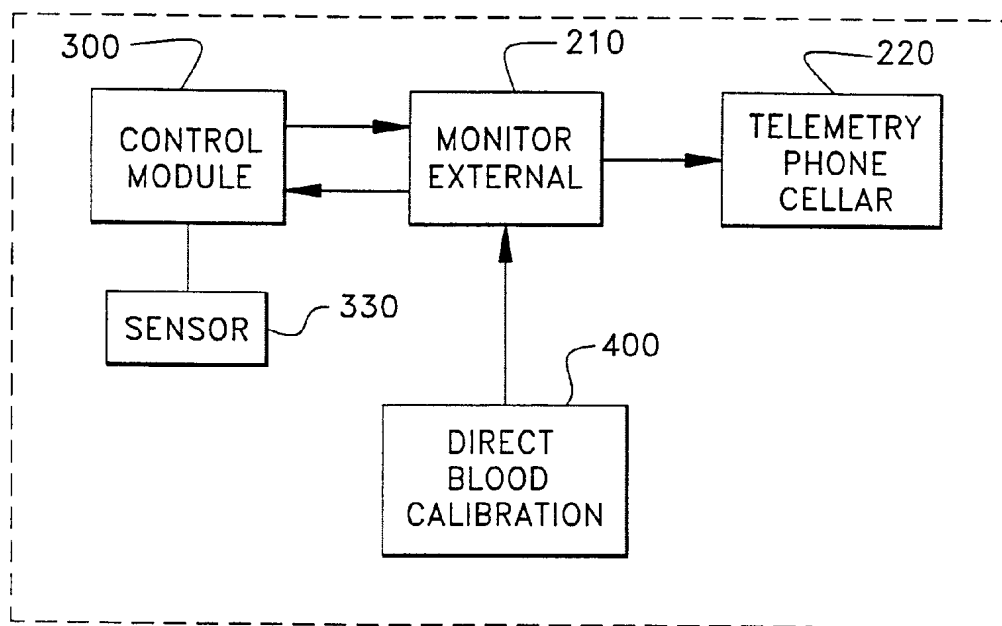 300
210
220
CONTROL
MODULE
MONITOR
EXTERNAL
TELEMETRY
PHONE
CELLAR
SENSOR
330
400
DIRECT
BLOOD
CALIBRATION